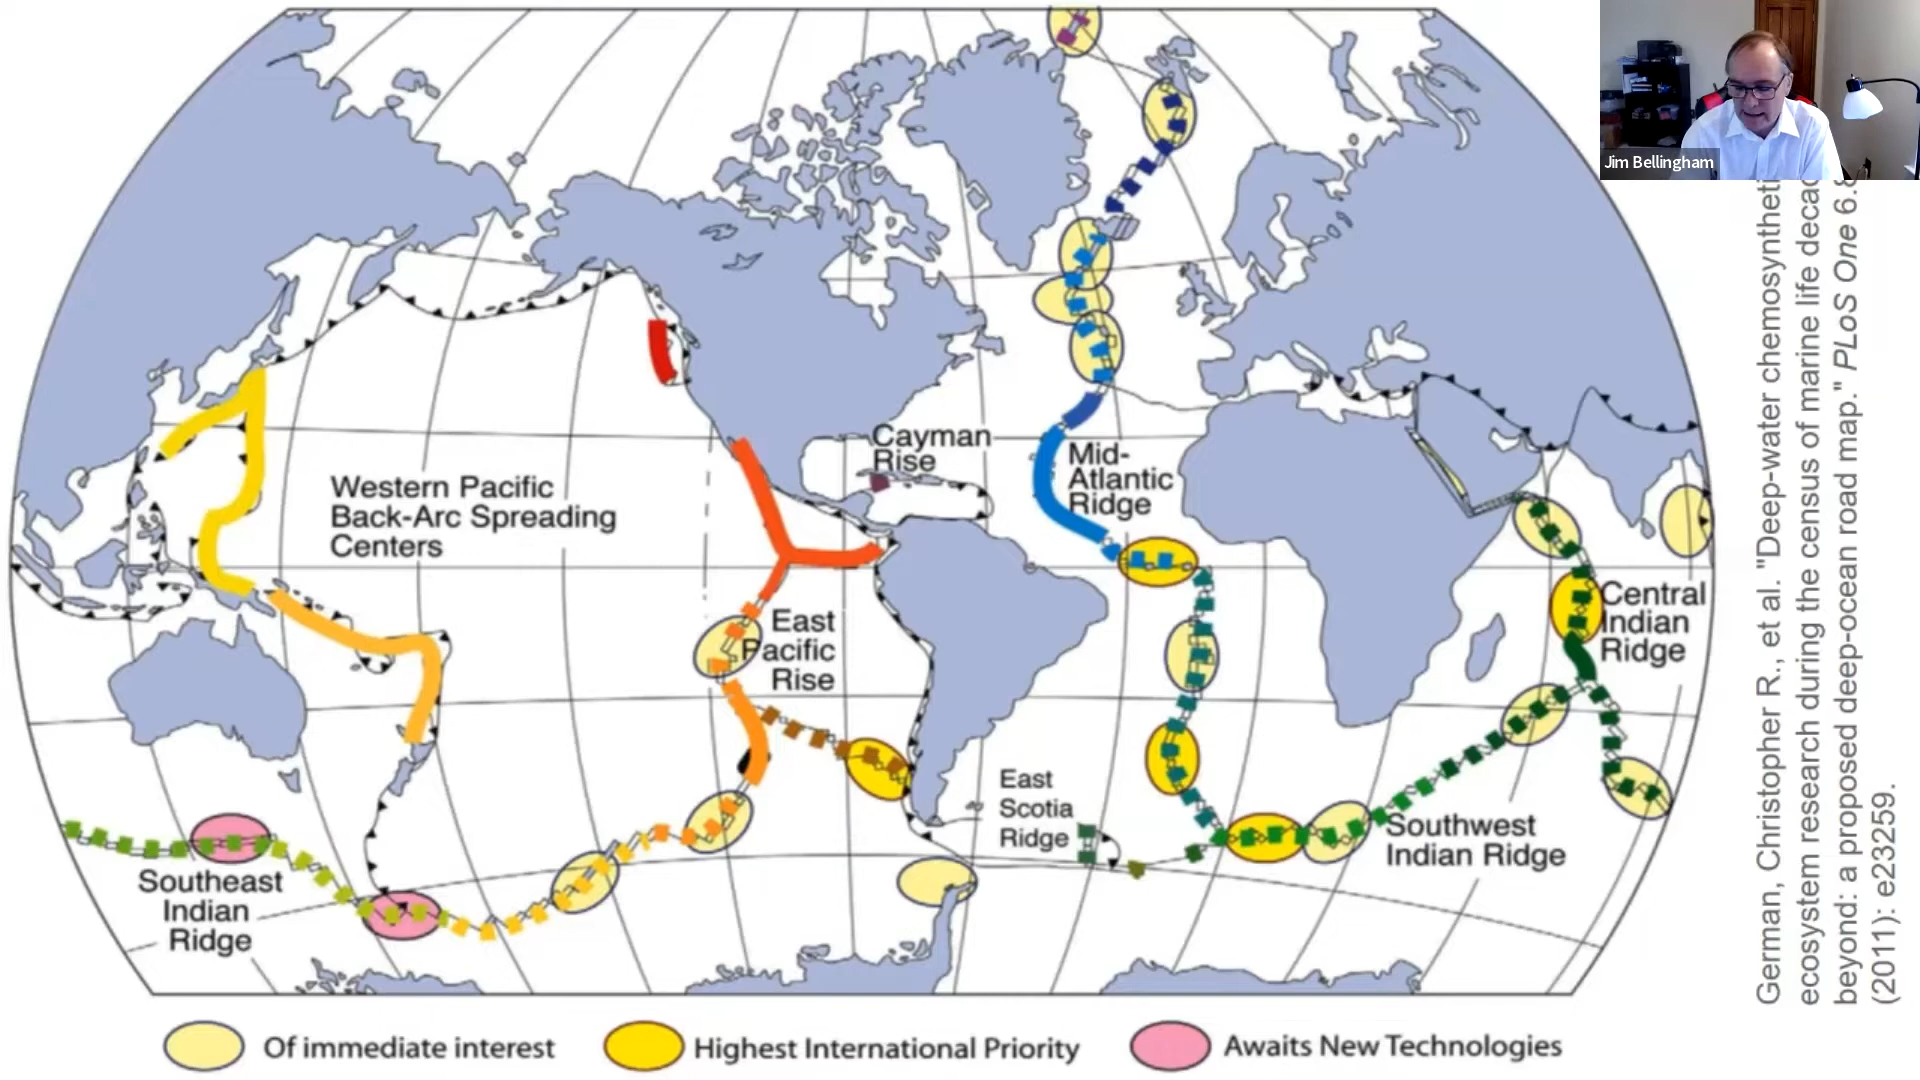 Jim Bellingham
Cayman
Rise
Mid-
Atlantic
Ridge
Western Pacific
Back-Arc Spreading
Centers
East
Pacific
Rise
Central
Indian
Ridge
East
Scotia
Ridge
Southwest
Indian Ridge
Southeast
Indian
Ridge
Of immediate interest
Highest International Priority
Awaits New Technologies
German, Christopher R., et al. "Deep-water chemosyntheti
ecosystem research during the census of marine life decad
beyond: a proposed deep-ocean road map." PLoS One 6.8
(2011): e23259.